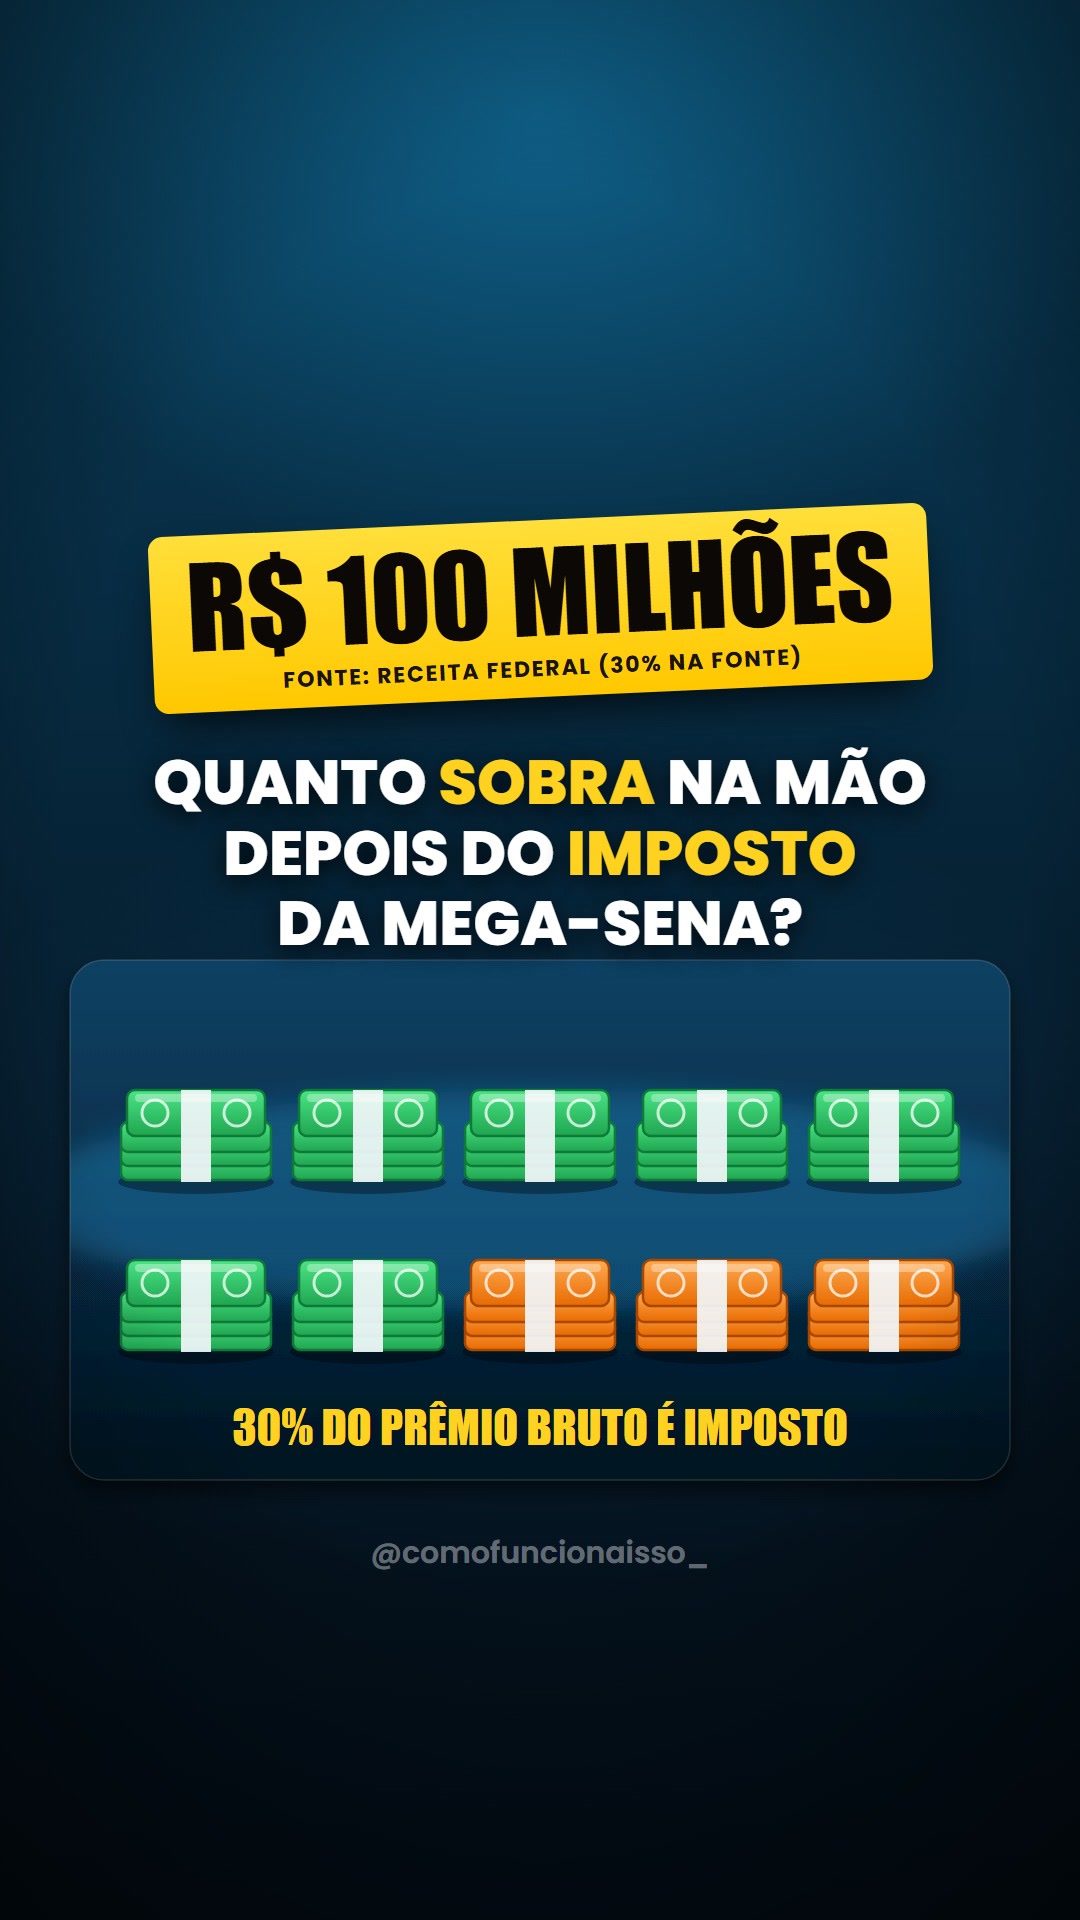 R$ 100 MILHÕES
FONTE: RECEITA FEDERAL (30% NA FONTE)
QUANTO SOBRA NA MÃO
DEPOIS DO IMPOSTO
DA MEGA-SENA?
30% DO PRÊMIO BRUTO É IMPOSTO
@comofuncionaisso_